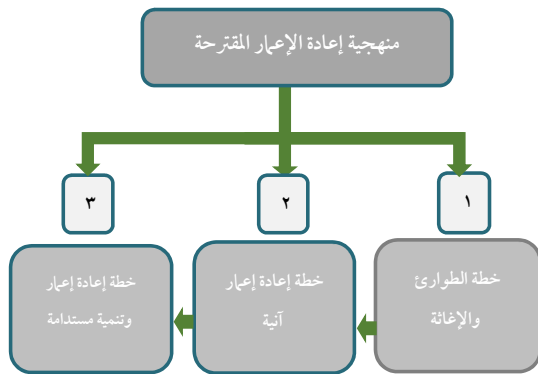 منهجية إعادة الإعمار المقترحة
١
٢
٣
خطة الطوارئ
والإغاثة
خطة إعادة إعمار
آنية
خطة إعادة إعمار
وتنمية مستدامة